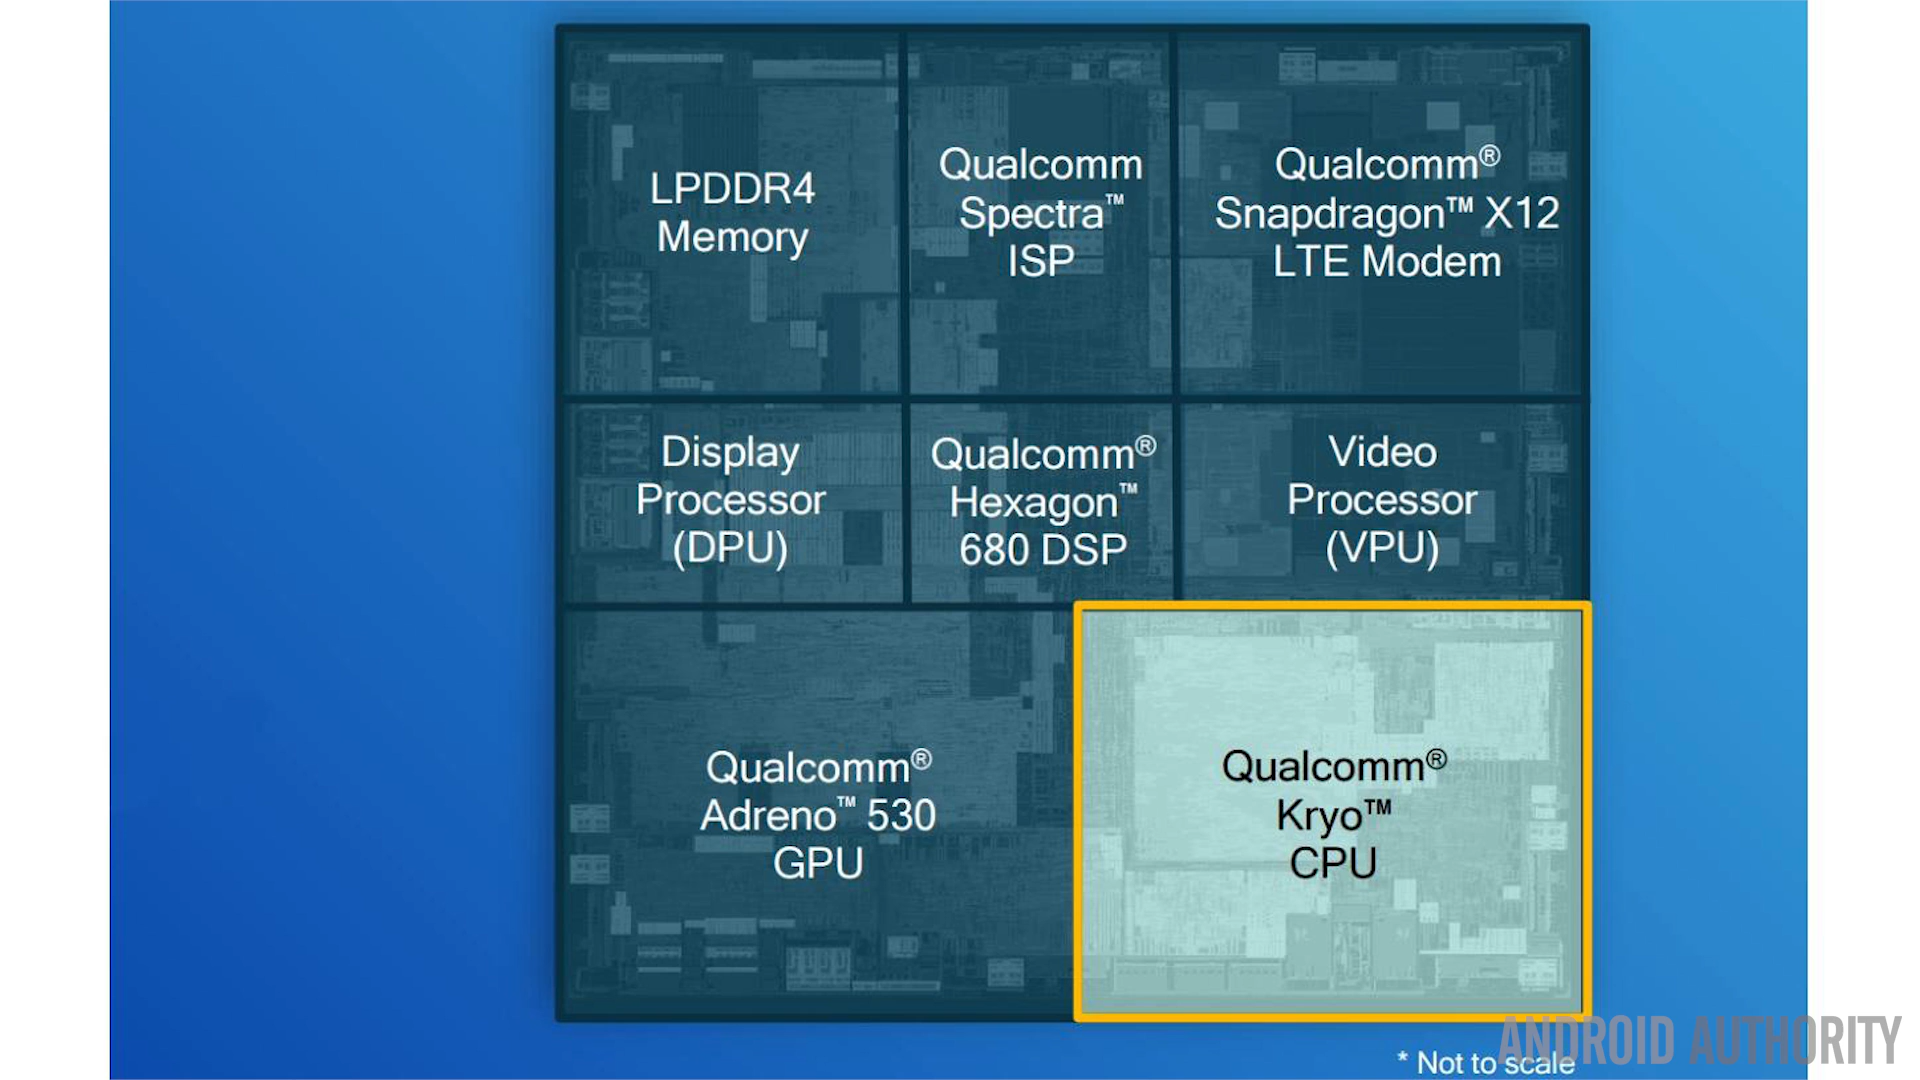 LPDDR4
Memory
Qualcomm
Spectra™
ISP
Qualcomm®
Snapdragon™ X12
LTE Modem
Display
Processor
(DPU)
Qualcomm®
Hexagon™
680 DSP
Video
Processor
(VPU)
Qualcomm®
Adreno™ 530
GPU
Qualcomm®
Kryo™
CPU
* Not to scale
ANDROID AUTHORITY